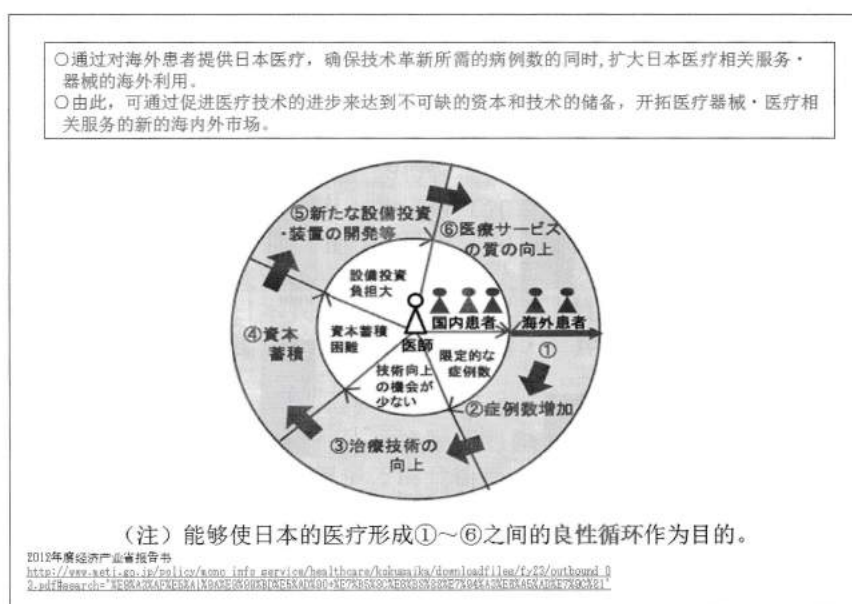 ○通过对海外患者提供日本医疗，确保技术革新所需的病例数的同时,扩大日本医疗相关服务・
器械的海外利用。
○由此，可通过促进医疗技术的进步来达到不可缺的资本和技术的储备，开拓医疗器械・医疗相
关服务的新的海内外市场。
⑤新たな設備投資
・装置の開発等
⑥医療サービス
の質の向上
設備投資
負担大
国内患者
海外患者
④資本
蓄積
資本蓄積
困難
医師
限定的な
症例数
①
技術向上
の機会が
少ない
②症例数増加
③治療技術の
向上
（注）能够使日本的医疗形成①～⑥之间的良性循环作为目的。
2012年度经济产业省报告书
http://www.meti.go.jp/policy/mono_info_service/healthcare/kokusaika/downloadfiles/fy23/outbound_0